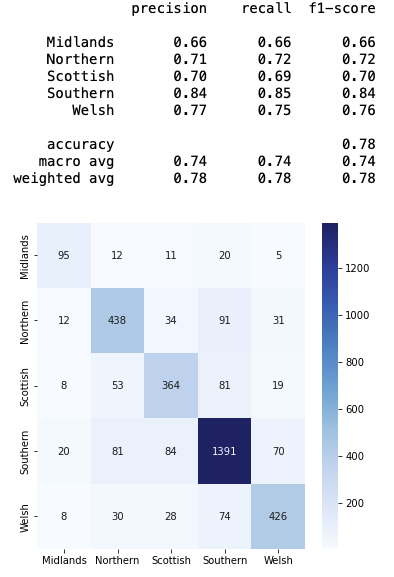 precision recall f1-score
Midlands 0.66 0.66 0.66
Northern 0.71 0.72 0.72
Scottish 0.70 0.69 0.70
Southern 0.84 0.85 0.84
Welsh 0.77 0.75 0.76
accuracy 0.78
macro avg 0.74 0.74 0.74
weighted avg 0.78 0.78 0.78
Midlands 95 12 11 20 5
Northern 12 438 34 91 31
Scottish 8 53 364 81 19
Southern 20 81 84 1391 70
Welsh 8 30 28 74 426
Midlands Northern Scottish Southern Welsh
1200
1000
800
600
400
200